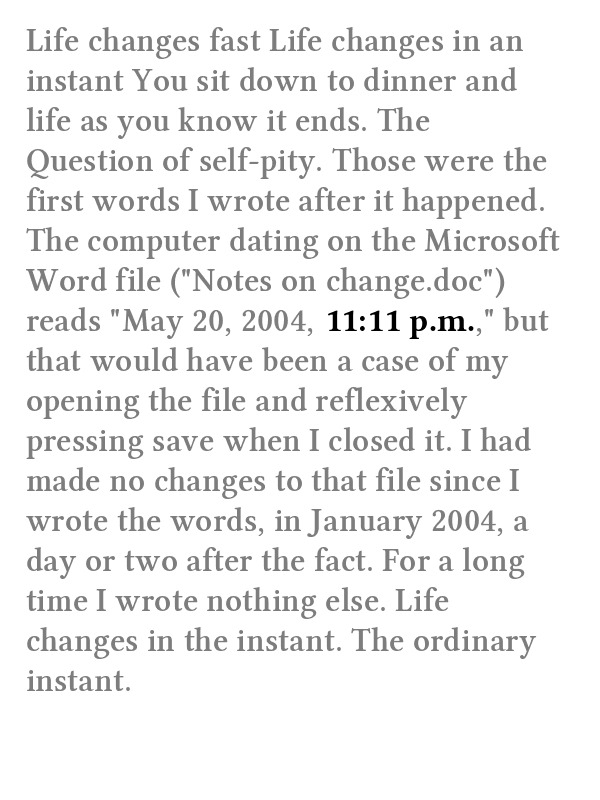 Life changes fast Life changes in an
instant You sit down to dinner and
life as you know it ends. The
Question of self-pity. Those were the
first words I wrote after it happened.
The computer dating on the Microsoft
Word file ("Notes on change.doc")
reads "May 20, 2004, 11:11 p.m.," but
that would have been a case of my
opening the file and reflexively
pressing save when I closed it. I had
made no changes to that file since I
wrote the words, in January 2004, a
day or two after the fact. For a long
time I wrote nothing else. Life
changes in the instant. The ordinary
instant.